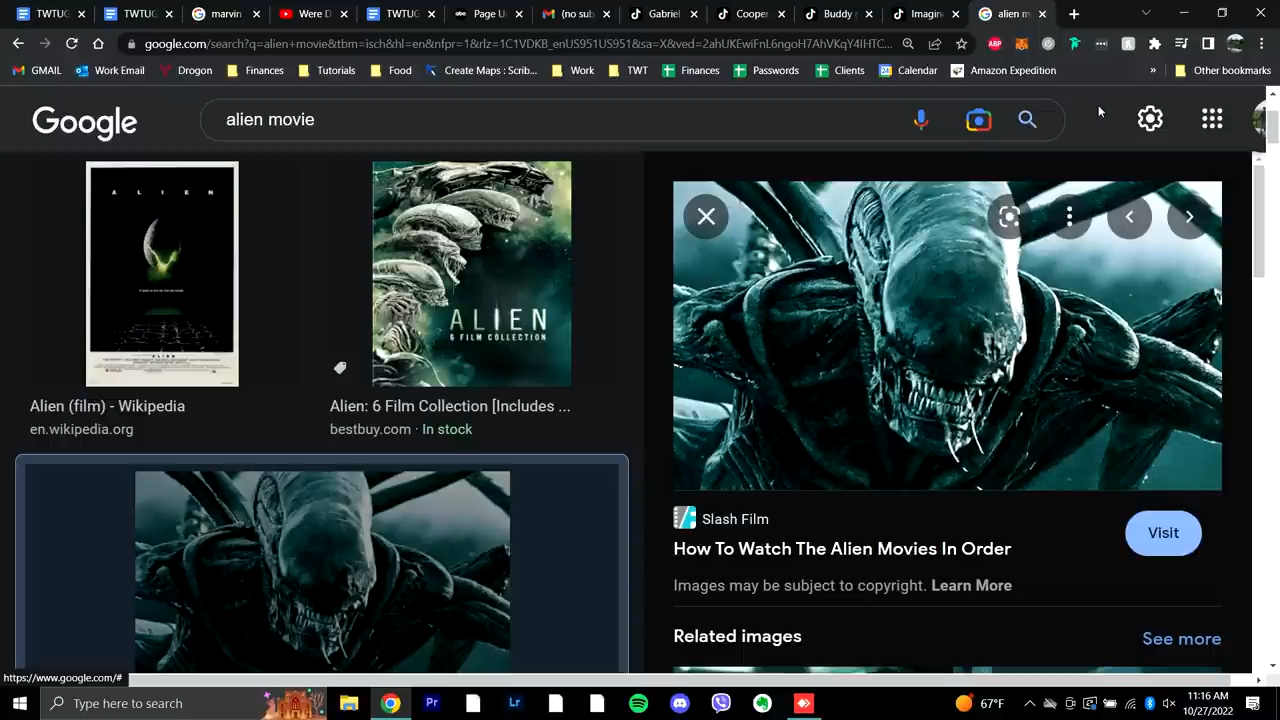 TWTUG
TWTUG
marvin
Were D
TWTUG
Page U
(no sub
Gabriel
Cooper
Buddy g
Imagine
alien m
google.com/search?q=alien+movie&tbm=isch&hl=en&nfpr=1&rlz=1C1VDKB_enUS951US951&sa=X&ved=2ahUKEwiFnL6ngoH7AhVKqY4IHTC...
GMAIL
Work Email
Drogon
Finances
Tutorials
Food
Create Maps : Scrib...
Work
TWT
Finances
Passwords
Clients
Calendar
Amazon Expedition
»
Other bookmarks
Google
alien movie
A L I E N
ALIEN
6 FILM COLLECTION
Alien (film) - Wikipedia
en.wikipedia.org
Alien: 6 Film Collection [Includes ...
bestbuy.com · In stock
Slash Film
Visit
How To Watch The Alien Movies In Order
Images may be subject to copyright. Learn More
Related images
See more
https://www.google.com/#
Type here to search
67°F
11:16 AM
10/27/2022